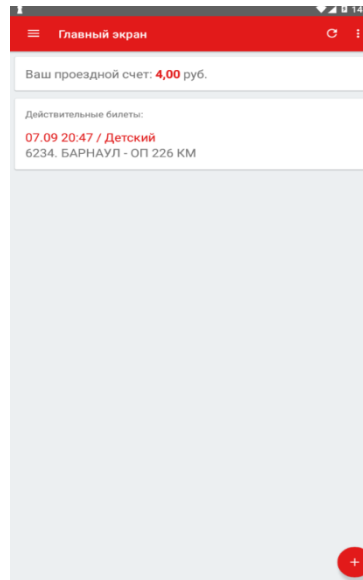 14
Главный экран
Ваш проездной счет: 4,00 руб.
Действительные билеты:
07.09 20:47 / Детский
6234. БАРНАУЛ - ОП 226 КМ
+